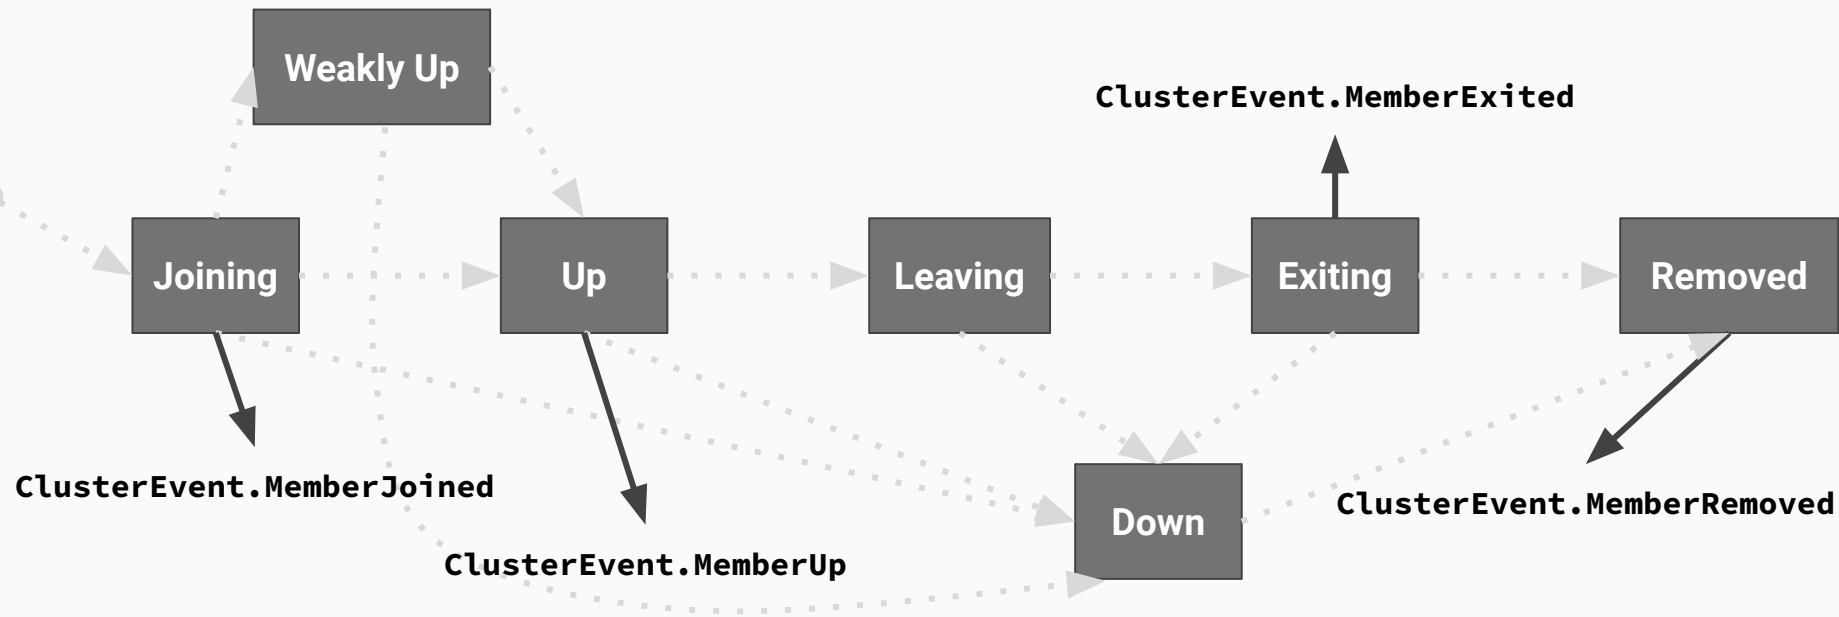 Weakly Up
ClusterEvent.MemberExited
Joining
Up
Leaving
Exiting
Removed
ClusterEvent.MemberJoined
ClusterEvent.MemberRemoved
Down
ClusterEvent.MemberUp